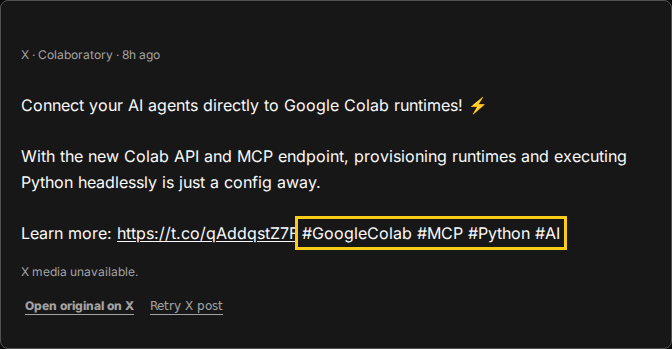 X · Colaboratory · 8h ago
Connect your AI agents directly to Google Colab runtimes! ⚡
With the new Colab API and MCP endpoint, provisioning runtimes and executing
Python headlessly is just a config away.
Learn more: https://t.co/qAddqstZ7F #GoogleColab #MCP #Python #AI
X media unavailable.
Open original on X Retry X post